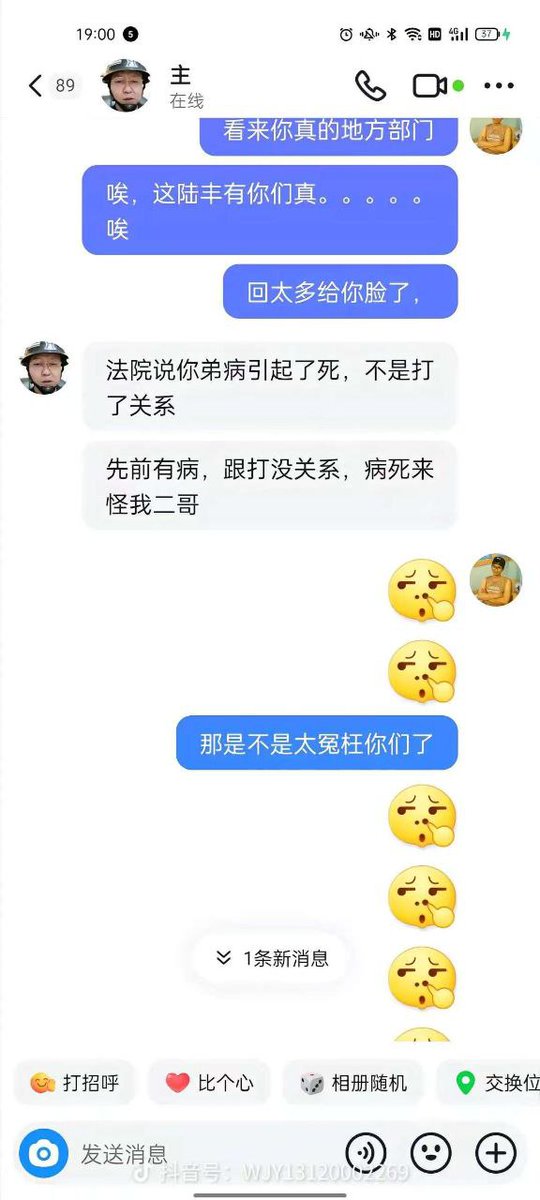 19:00 5
HD 4G 37
89
主
在线
看来你真的地方部门
唉，这陆丰有你们真。。。。。
唉
回太多给你脸了，
法院说你弟病引起了死，不是打
了关系
先前有病，跟打没关系，病死来
怪我二哥
那是不是太冤枉你们了
1条新消息
打招呼
比个心
相册随机
交换位
发送消息
抖音号：WJY13120002269